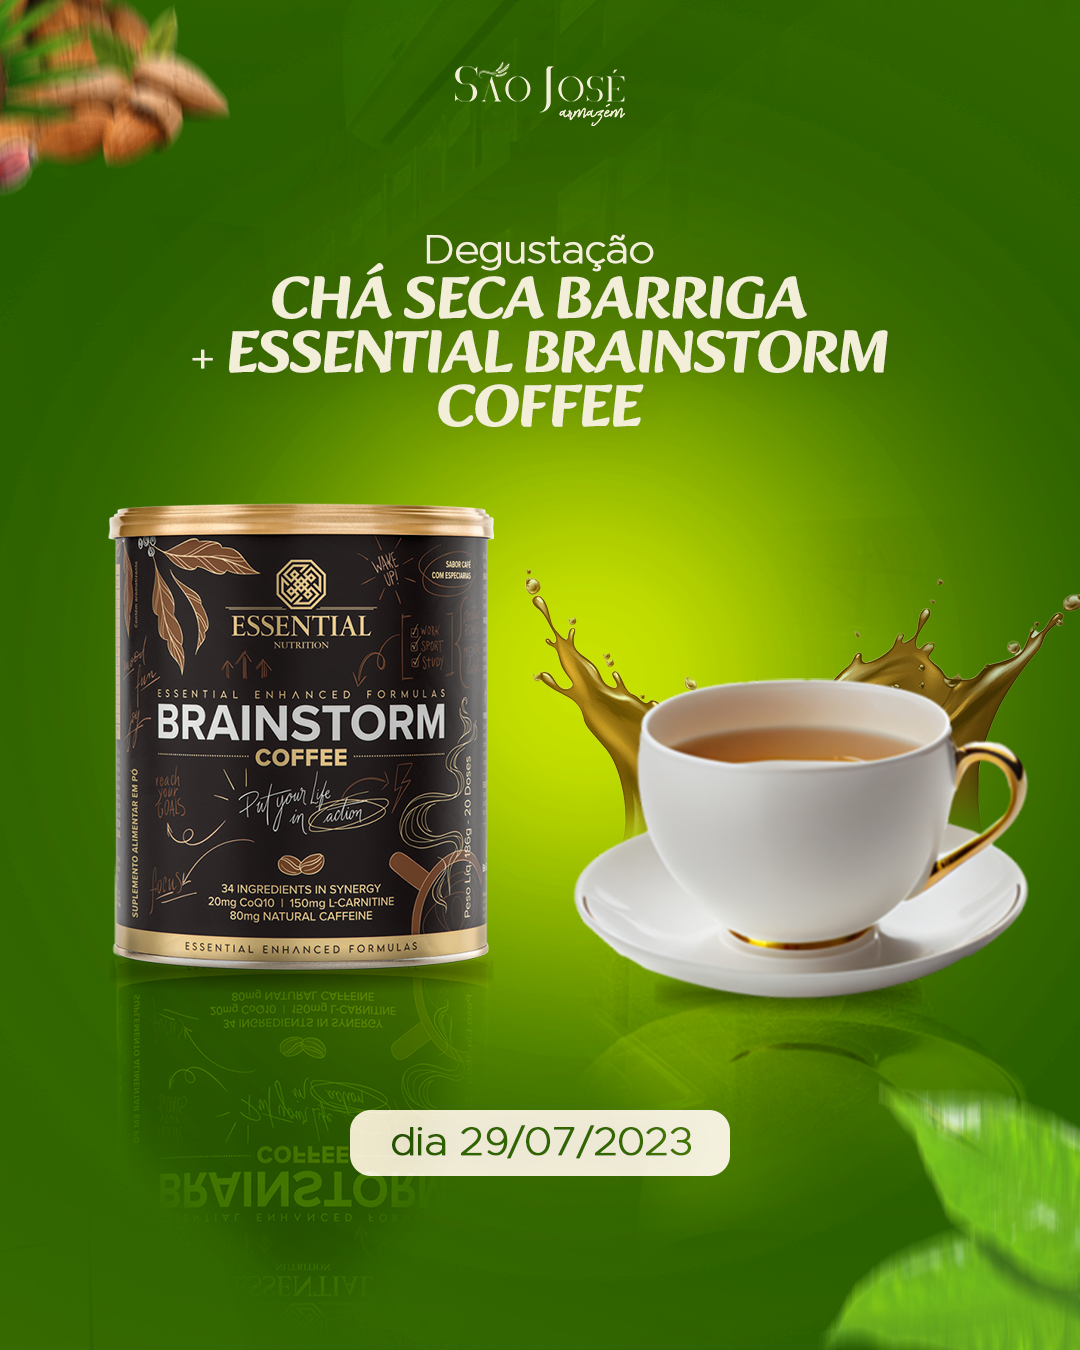 SÃO JOSÉ
armazém
Degustação
CHÁ SECA BARRIGA
+ ESSENTIAL BRAINSTORM
COFFEE
WAKE
UP!
SABOR CAFÉ
COM ESPECIARIAS
ESSENTIAL
NUTRITION
WORK
SPORT
STUDY
ESSENTIAL ENHANCED FORMULAS
BRAINSTORM
COFFEE
reach
your
GOALS
Put your Life
in action
focus
SUPLEMENTO ALIMENTAR EM PÓ
Peso Líq. 186g - 20 Doses
34 INGREDIENTS IN SYNERGY
20mg CoQ10 | 150mg L-CARNITINE
80mg NATURAL CAFFEINE
ESSENTIAL ENHANCED FORMULAS
dia 29/07/2023